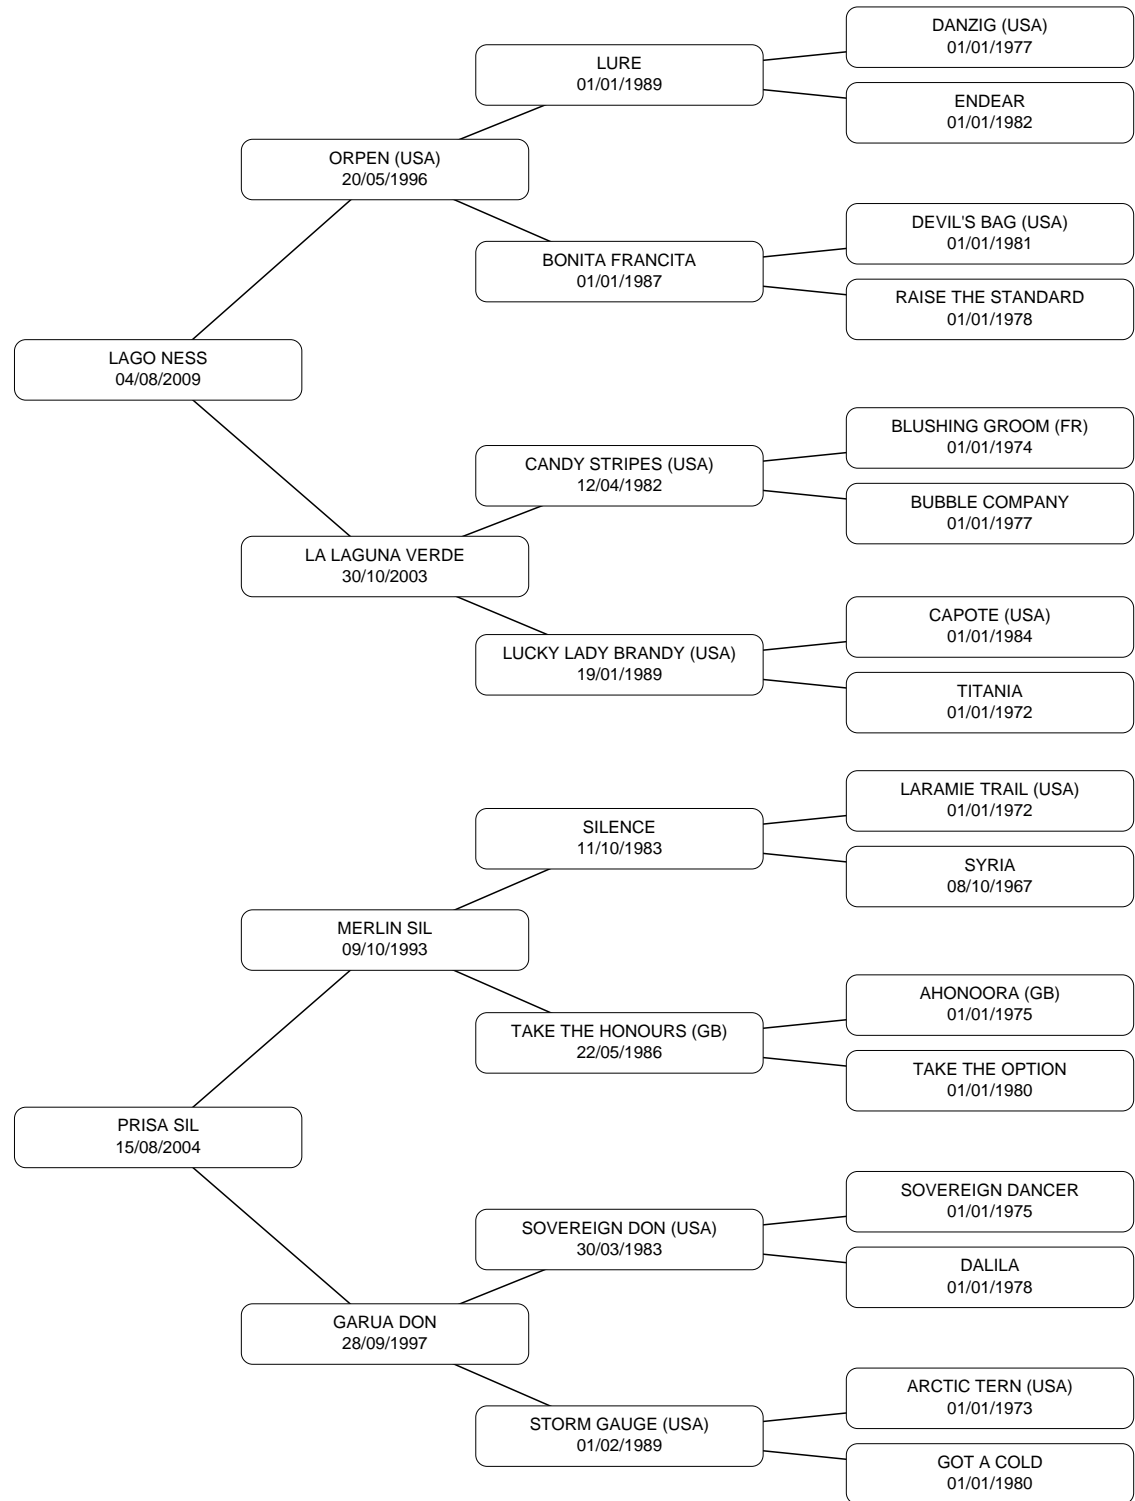 DANZIG (USA)
01/01/1977
LURE
01/01/1989
ENDEAR
01/01/1982
ORPEN (USA)
20/05/1996
DEVIL'S BAG (USA)
01/01/1981
BONITA FRANCITA
01/01/1987
RAISE THE STANDARD
01/01/1978
LAGO NESS
04/08/2009
BLUSHING GROOM (FR)
01/01/1974
CANDY STRIPES (USA)
12/04/1982
BUBBLE COMPANY
01/01/1977
LA LAGUNA VERDE
30/10/2003
CAPOTE (USA)
01/01/1984
LUCKY LADY BRANDY (USA)
19/01/1989
TITANIA
01/01/1972
LARAMIE TRAIL (USA)
01/01/1972
SILENCE
11/10/1983
SYRIA
08/10/1967
MERLIN SIL
09/10/1993
AHONOORA (GB)
01/01/1975
TAKE THE HONOURS (GB)
22/05/1986
TAKE THE OPTION
01/01/1980
PRISA SIL
15/08/2004
SOVEREIGN DANCER
01/01/1975
SOVEREIGN DON (USA)
30/03/1983
DALILA
01/01/1978
GARUA DON
28/09/1997
ARCTIC TERN (USA)
01/01/1973
STORM GAUGE (USA)
01/02/1989
GOT A COLD
01/01/1980